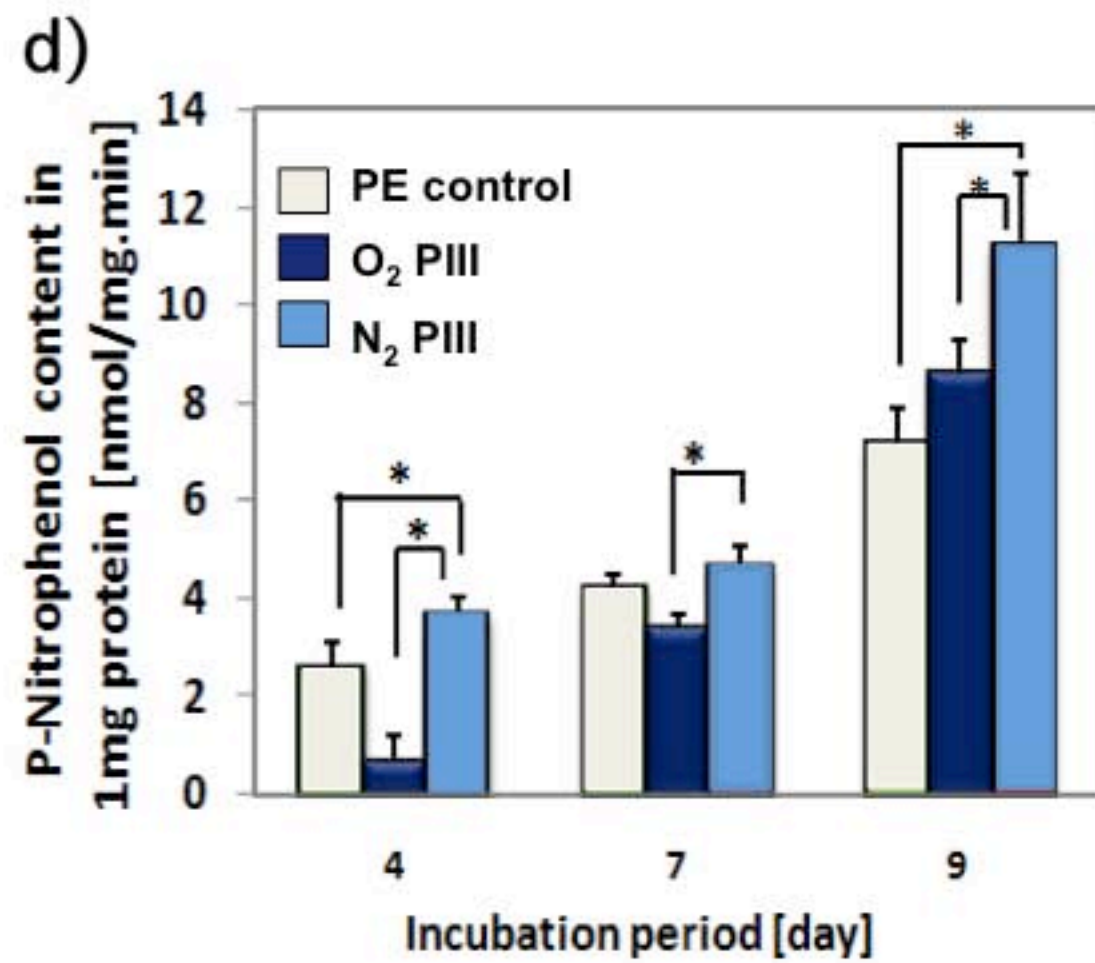 d)
P-Nitrophenol content in
1mg protein [nmol/mg.min]
14
12
10
8
6
4
2
0
PE control
O₂ PIII
N₂ PIII
*
*
*
*
*
4 7 9
Incubation period [day]